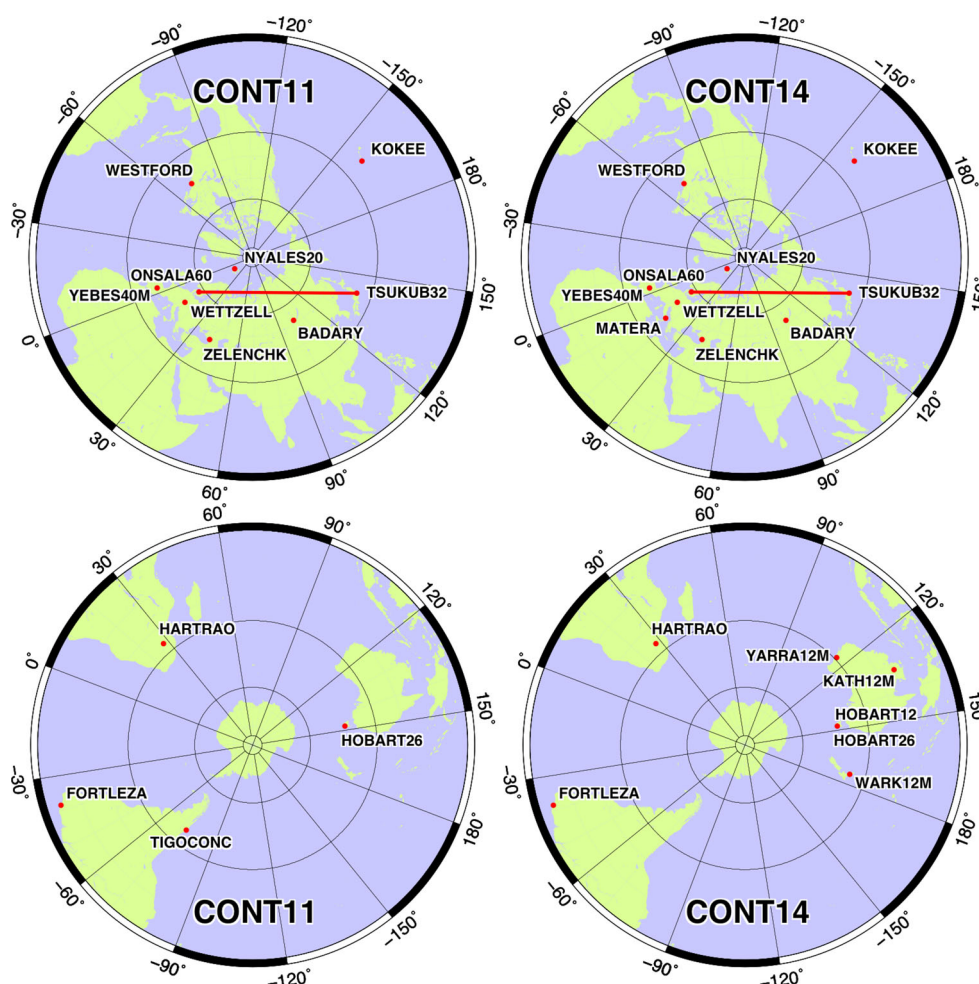 -120°
-90°
-150°
-60°
CONT11
KOKEE
180°
WESTFORD
-30°
NYALES20
ONSALA60
150°
YEBES40M
TSUKUB32
WETTZELL
BADARY
0°
ZELENCHK
120°
30°
90°
60°
-120°
-90°
-150°
-60°
CONT14
KOKEE
180°
WESTFORD
-30°
NYALES20
ONSALA60
150°
YEBES40M
TSUKUB32
WETTZELL
MATERA
BADARY
0°
ZELENCHK
120°
30°
90°
60°
60°
90°
30°
120°
HARTRAO
0°
150°
HOBART26
-30°
FORTLEZA
180°
TIGOCONC
-60°
CONT11
-150°
-90°
-120°
60°
90°
30°
120°
HARTRAO
YARRA12M
0°
KATH12M
150°
HOBART12
HOBART26
-30°
WARK12M
FORTLEZA
180°
-60°
CONT14
-150°
-90°
-120°